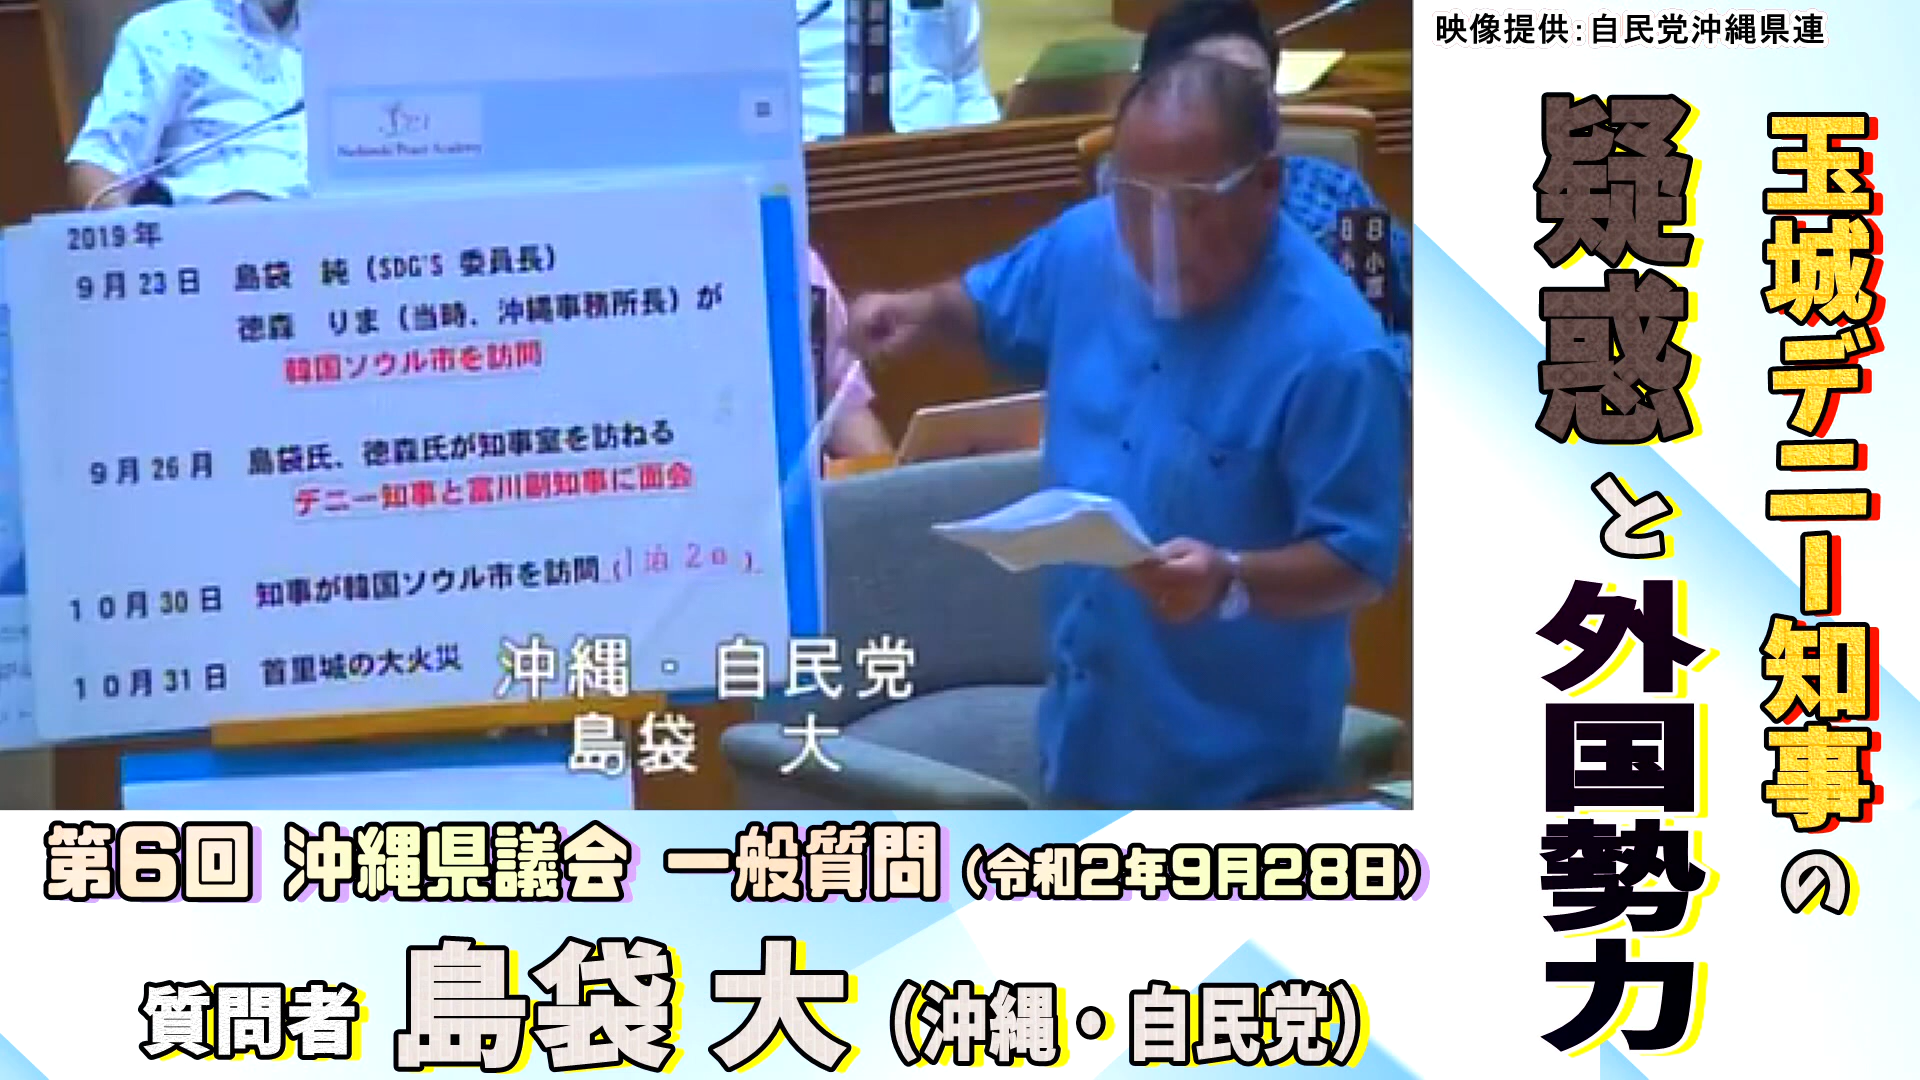 映像提供：自民党沖縄県連
玉城デニー知事の
疑惑と外国勢力
2019年
9月23日 島袋 純（SDG'S 委員長）
徳森 りま（当時、沖縄事務所長）が
韓国ソウル市を訪問
9月26月 島袋氏、徳森氏が知事室を訪ねる
デニー知事と富川副知事に面会
10月30日 知事が韓国ソウル市を訪問（1泊2日）
10月31日 首里城の大火災
沖縄・自民党
島袋 大
第6回 沖縄県議会 一般質問（令和2年9月28日）
質問者 島袋 大（沖縄・自民党）